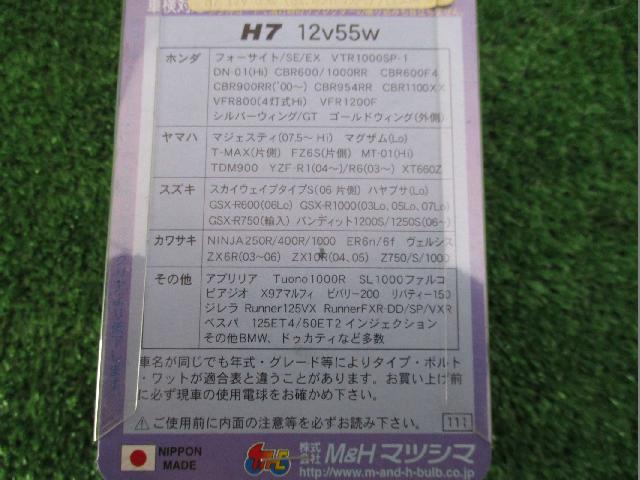 車検対
H7 12v55w
ホンダ フォーサイト/SE/EX VTR1000SP-1
DN-01(Hi) CBR600/1000RR CBR600F4
CBR900RR('00〜) CBR954RR CBR1100XX
VFR800(4灯式Hi) VFR1200F
シルバーウィング/GT ゴールドウィング(外側)
ヤマハ マジェスティ(07.5〜 Hi) マグザム(Lo)
T-MAX(片側) FZ6S(片側) MT-01(Hi)
TDM900 YZF-R1(04〜)/R6(03〜) XT660Z
スズキ スカイウェイブタイプS(06 片側) ハヤブサ(Lo)
GSX-R600(06Lo) GSX-R1000(03Lo, 05Lo, 07Lo)
GSX-R750(輸入) バンディット1200S/1250S(06〜)
カワサキ NINJA250R/400R/1000 ER6n/6f ヴェルシス
ZX6R(03〜06) ZX10R(04、05) Z750/S/1000
その他 アプリリア Tuono1000R SL1000ファルコ
ピアジオ X9マルフィ ビバリー200 リバティー150
ジレラ Runner125VX RunnerFXR-DD/SP/VXR
ベスパ 125ET4/50ET2 インジェクション
その他BMW、ドゥカティなど多数
車名が同じでも年式・グレード等によりタイプ・ボルト
・ワットが適合表と違うことがあります。お買い上げ前
に必ず現車の使用電球をお確かめ下さい。
⚠ご使用前に内面の注意等を必ずお読み下さい。 111
NIPPON
MADE
株式会社 M&Hマツシマ
http://www.m-and-h-bulb.co.jp